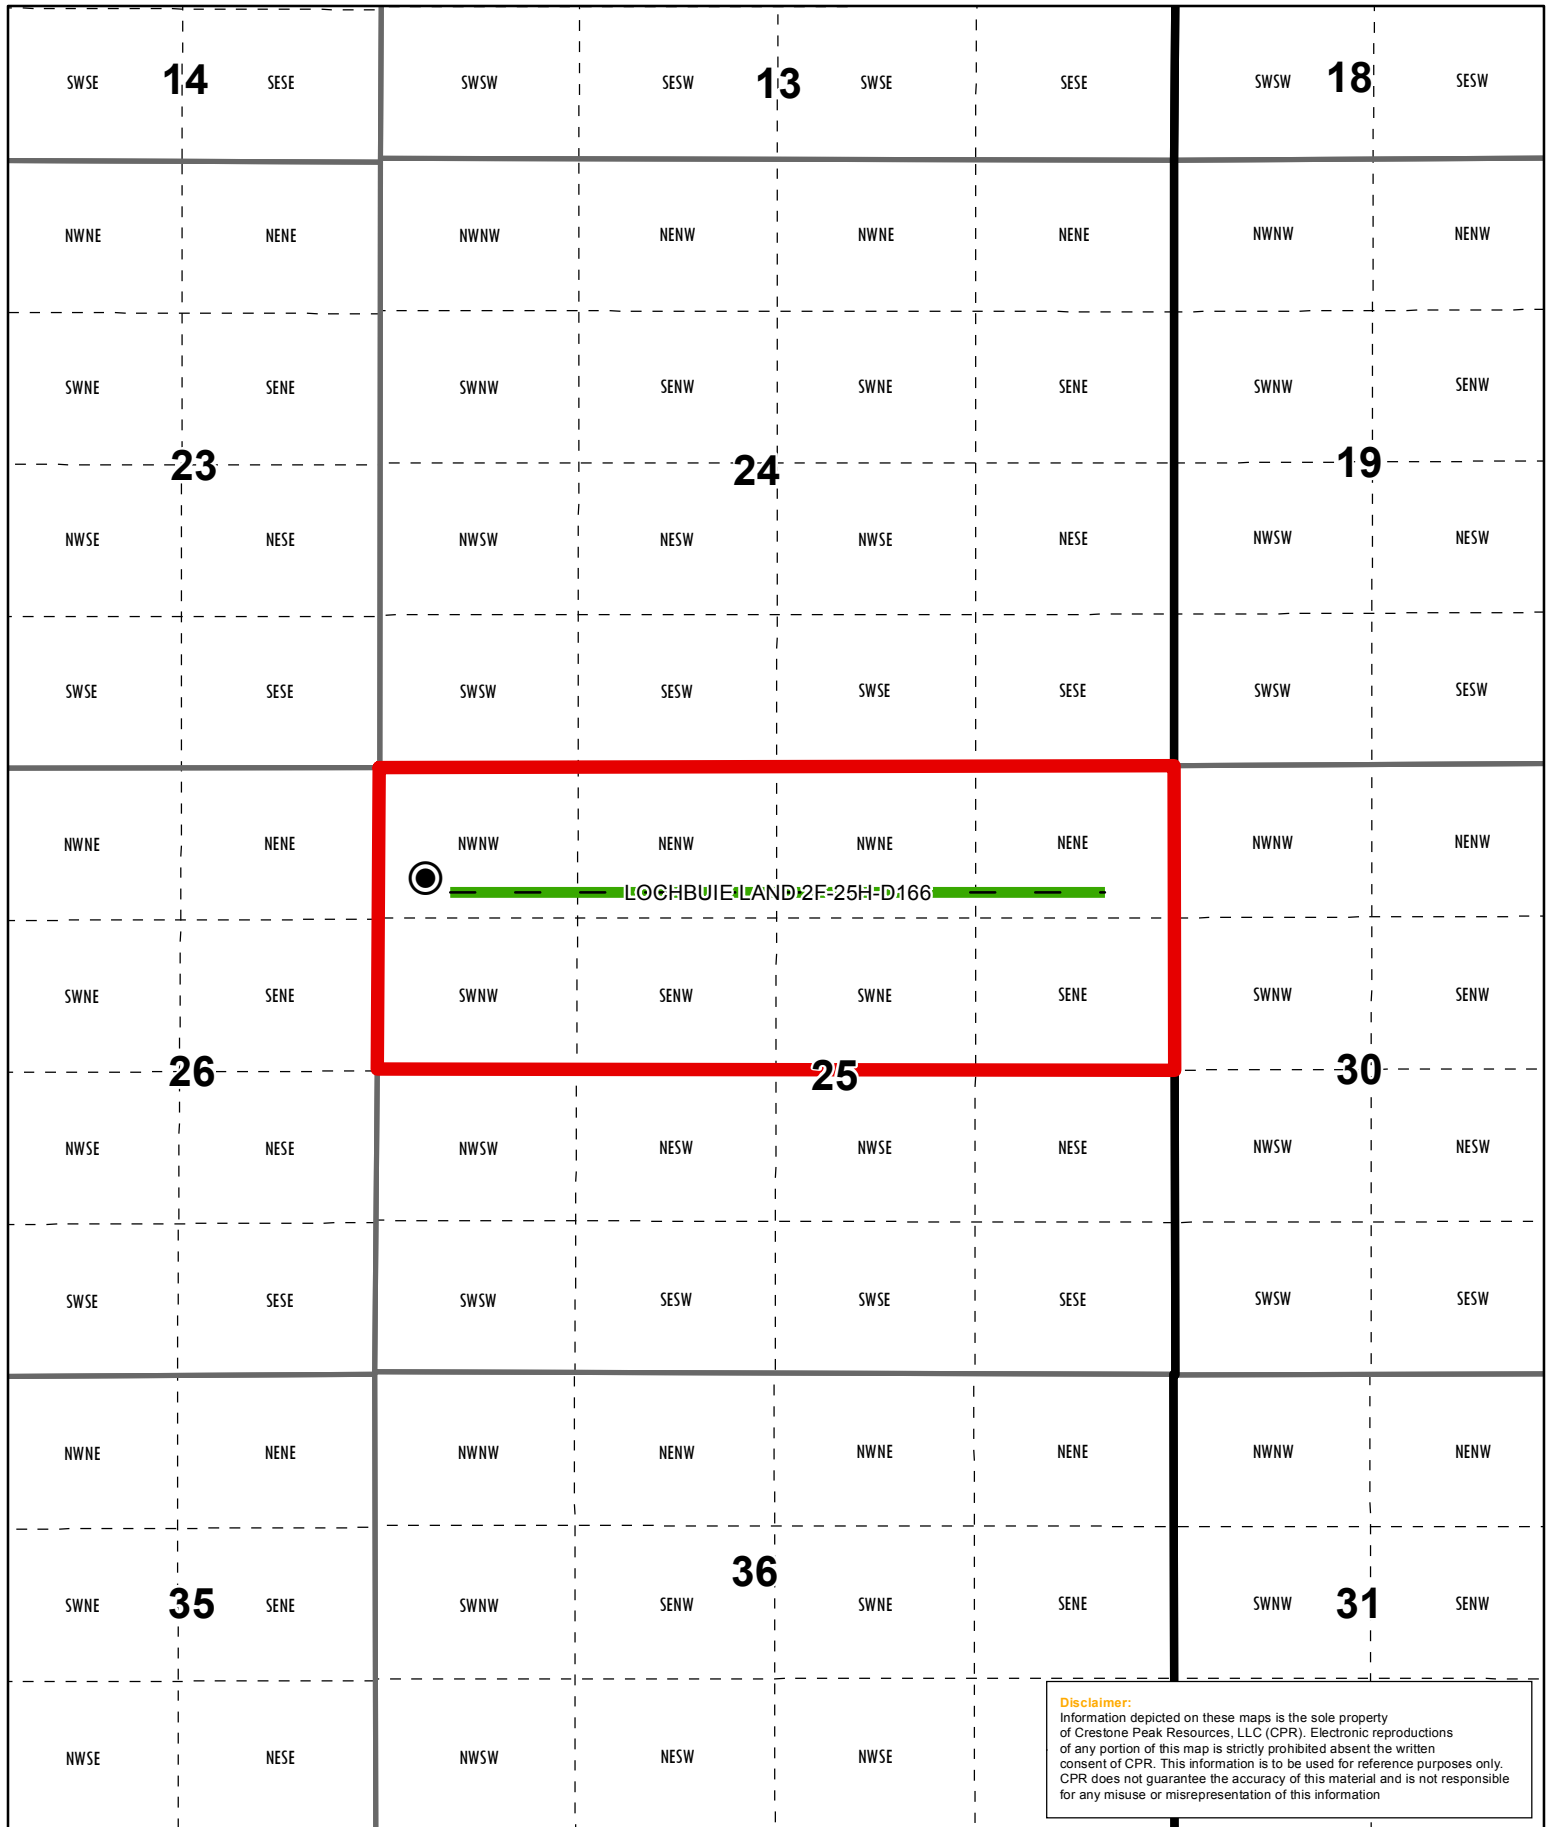 SWSE 14 SESE SWSW SESW 13 SWSE SESE SWSW 18 SESW
NWNE NENE NWNW NENW NWNE NENE NWNW NENW
SWNE SENE SWNW SENW SWNE SENE SWNW SENW
23 24 19
NWSE NESE NWSW NESW NWSE NESE NWSW NESW
SWSE SESE SWSW SESW SWSE SESE SWSW SESW
NWNE NENE NWNW NENW NWNE NENE NWNW NENW
LOCHBUIE LAND 2F-25H-D166
SWNE SENE SWNW SENW SWNE SENE SWNW SENW
26 25 30
NWSE NESE NWSW NESW NWSE NESE NWSW NESW
SWSE SESE SWSW SESW SWSE SESE SWSW SESW
NWNE NENE NWNW NENW NWNE NENE NWNW NENW
36
SWNE 35 SENE SWNW SENW SWNE SENE SWNW 31 SENW
NWSE NESE NWSW NESW NWSE
Disclaimer:
Information depicted on these maps is the sole property
of Crestone Peak Resources, LLC (CPR). Electronic reproductions
of any portion of this map is strictly prohibited absent the written
consent of CPR. This information is to be used for reference purposes only.
CPR does not guarantee the accuracy of this material and is not responsible
for any misuse or misrepresentation of this information